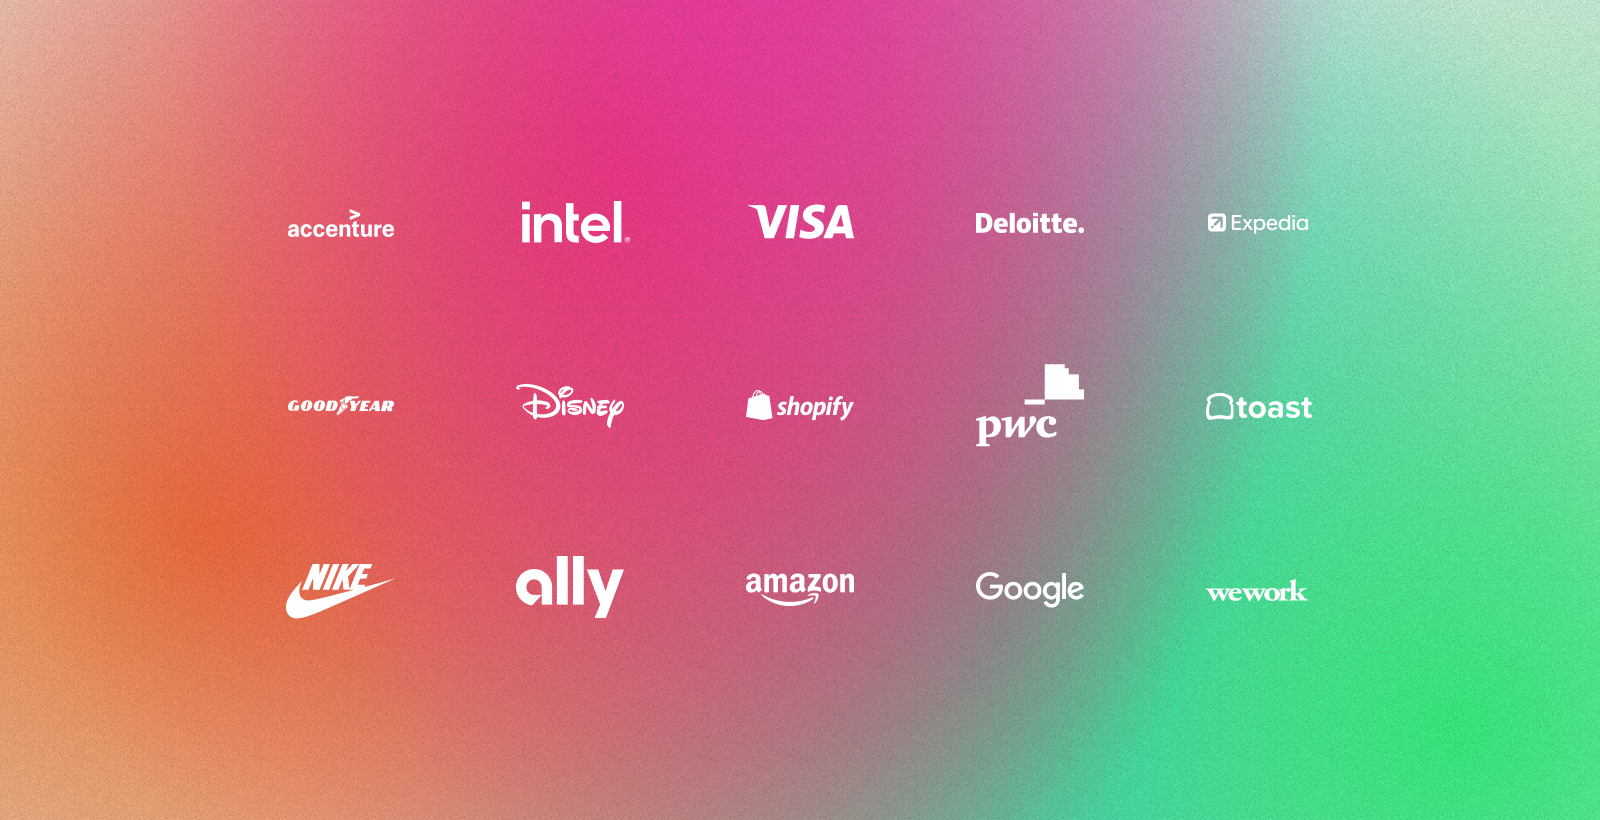 accenture
intel®
VISA
Deloitte.
Expedia
GOODYEAR
Disney
shopify
pwc
toast
NIKE
ally
amazon
Google
wework